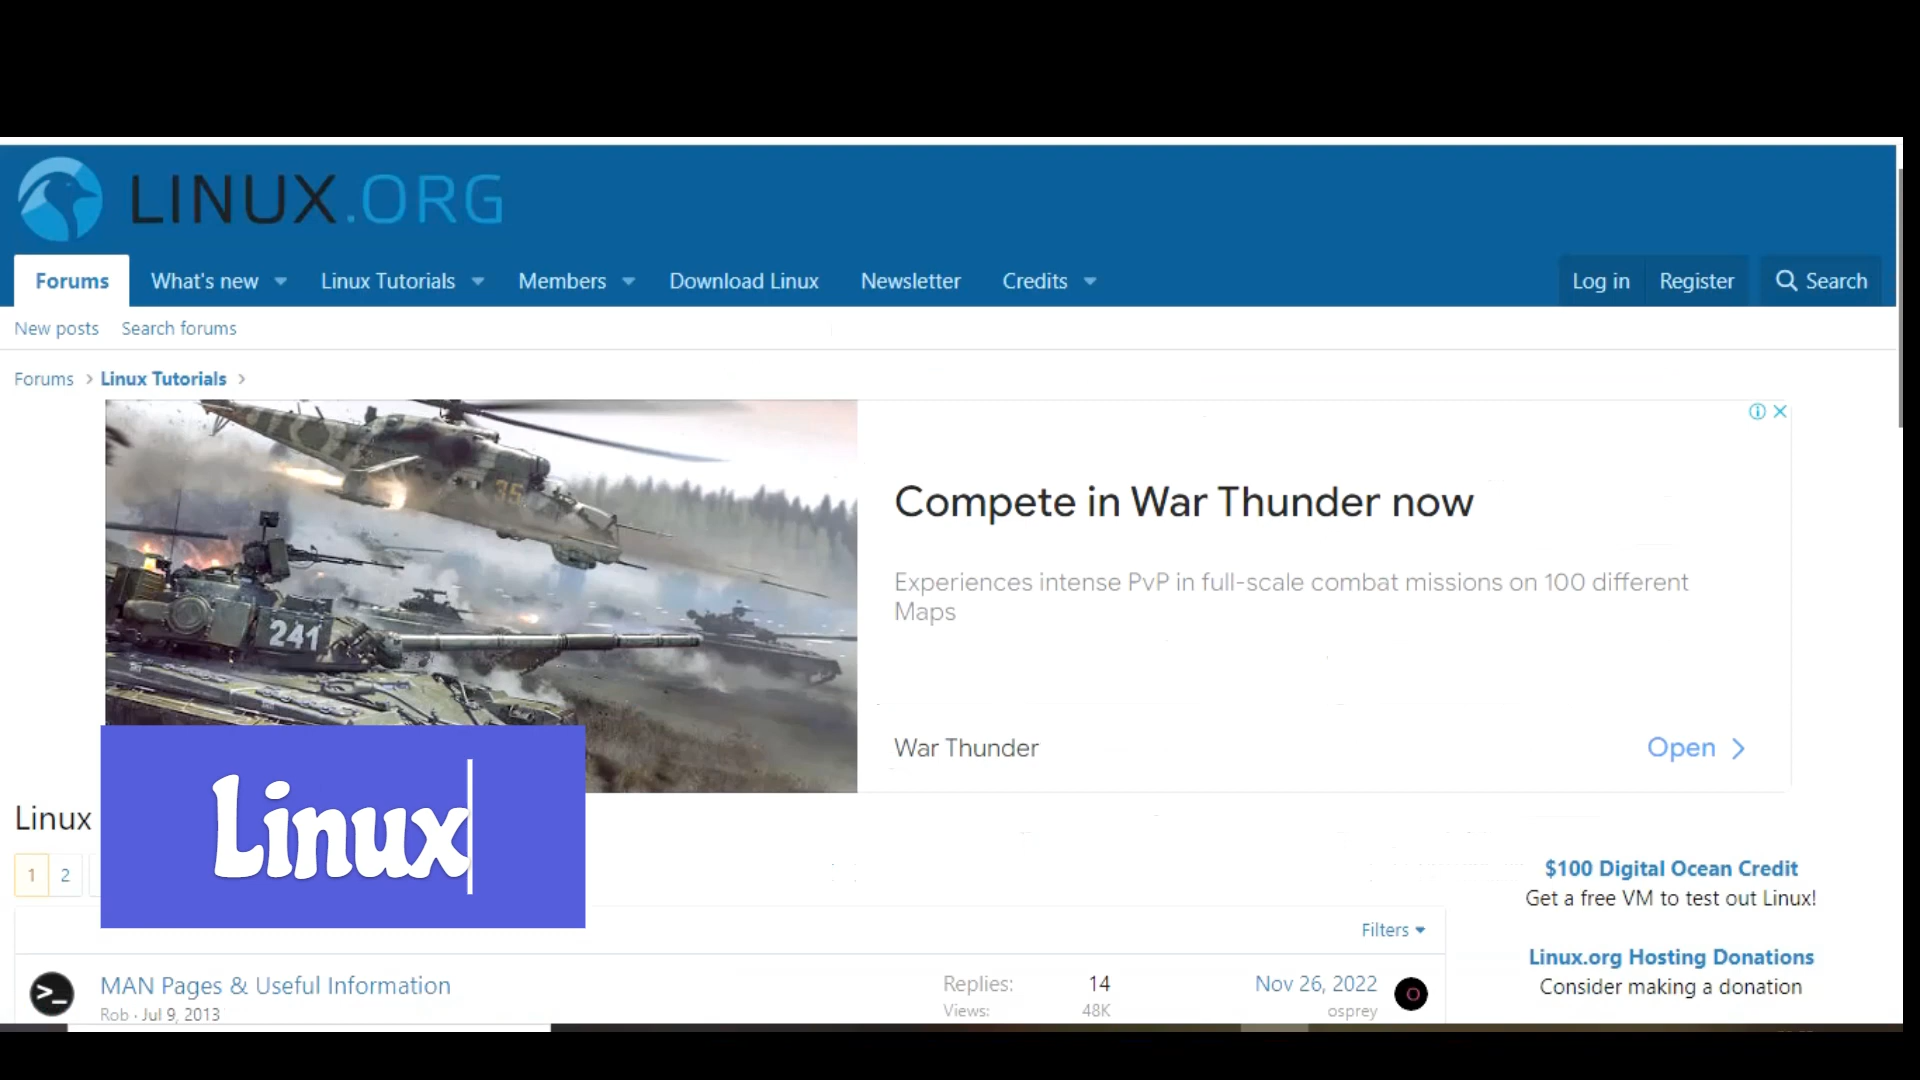 LINUX.ORG
Forums What's new Linux Tutorials Members Download Linux Newsletter Credits Log in Register Search
New posts Search forums
Forums > Linux Tutorials >
35
241
Compete in War Thunder now
Experiences intense PvP in full-scale combat missions on 100 different
Maps
War Thunder
Open >
Linux
Linux
1 2
$100 Digital Ocean Credit
Get a free VM to test out Linux!
Filters
Linux.org Hosting Donations
Consider making a donation
MAN Pages & Useful Information
Rob · Jul 9, 2013
Replies: 14
Views: 48K
Nov 26, 2022
osprey
O
>_